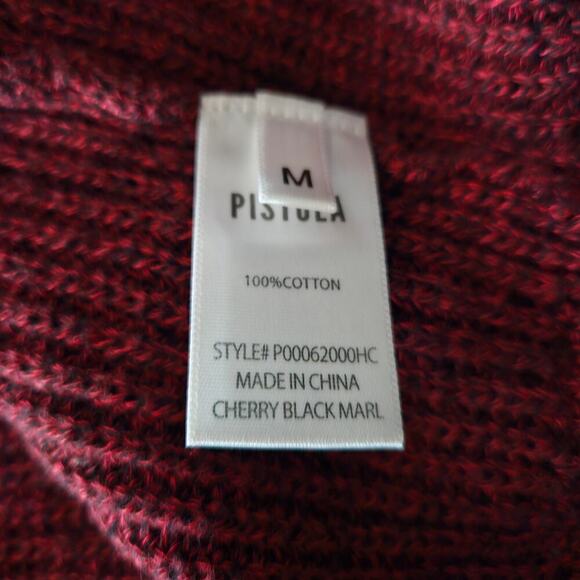 M
PISTOLA
100%COTTON
STYLE# P00062000HC
MADE IN CHINA
CHERRY BLACK MARL